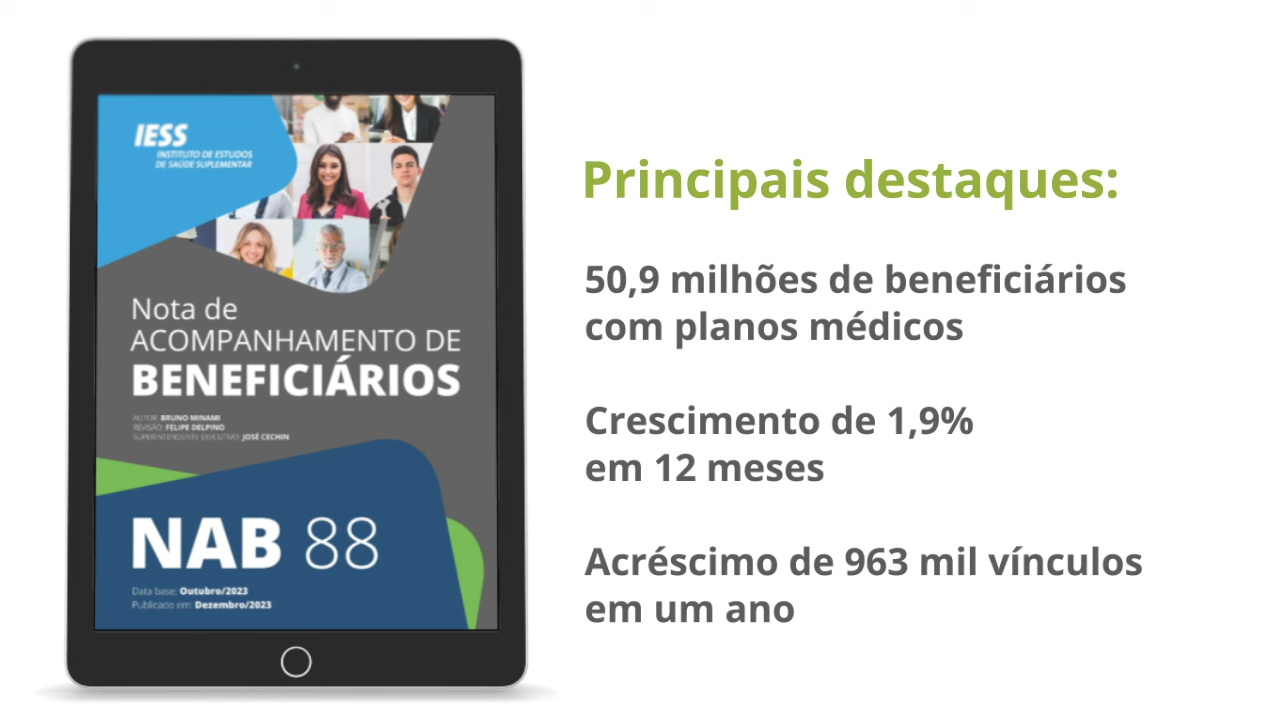 IESS
INSTITUTO DE ESTUDOS
DE SAÚDE SUPLEMENTAR
Nota de
ACOMPANHAMENTO DE
BENEFICIÁRIOS
AUTOR: BRUNO MINAMI
REVISÃO: FELIPE DELPINO
SUPERINTENDENTE EXECUTIVO: JOSÉ CECHIN
NAB 88
Data base: Outubro/2023
Publicado em: Dezembro/2023
Principais destaques:
50,9 milhões de beneficiários
com planos médicos
Crescimento de 1,9%
em 12 meses
Acréscimo de 963 mil vínculos
em um ano